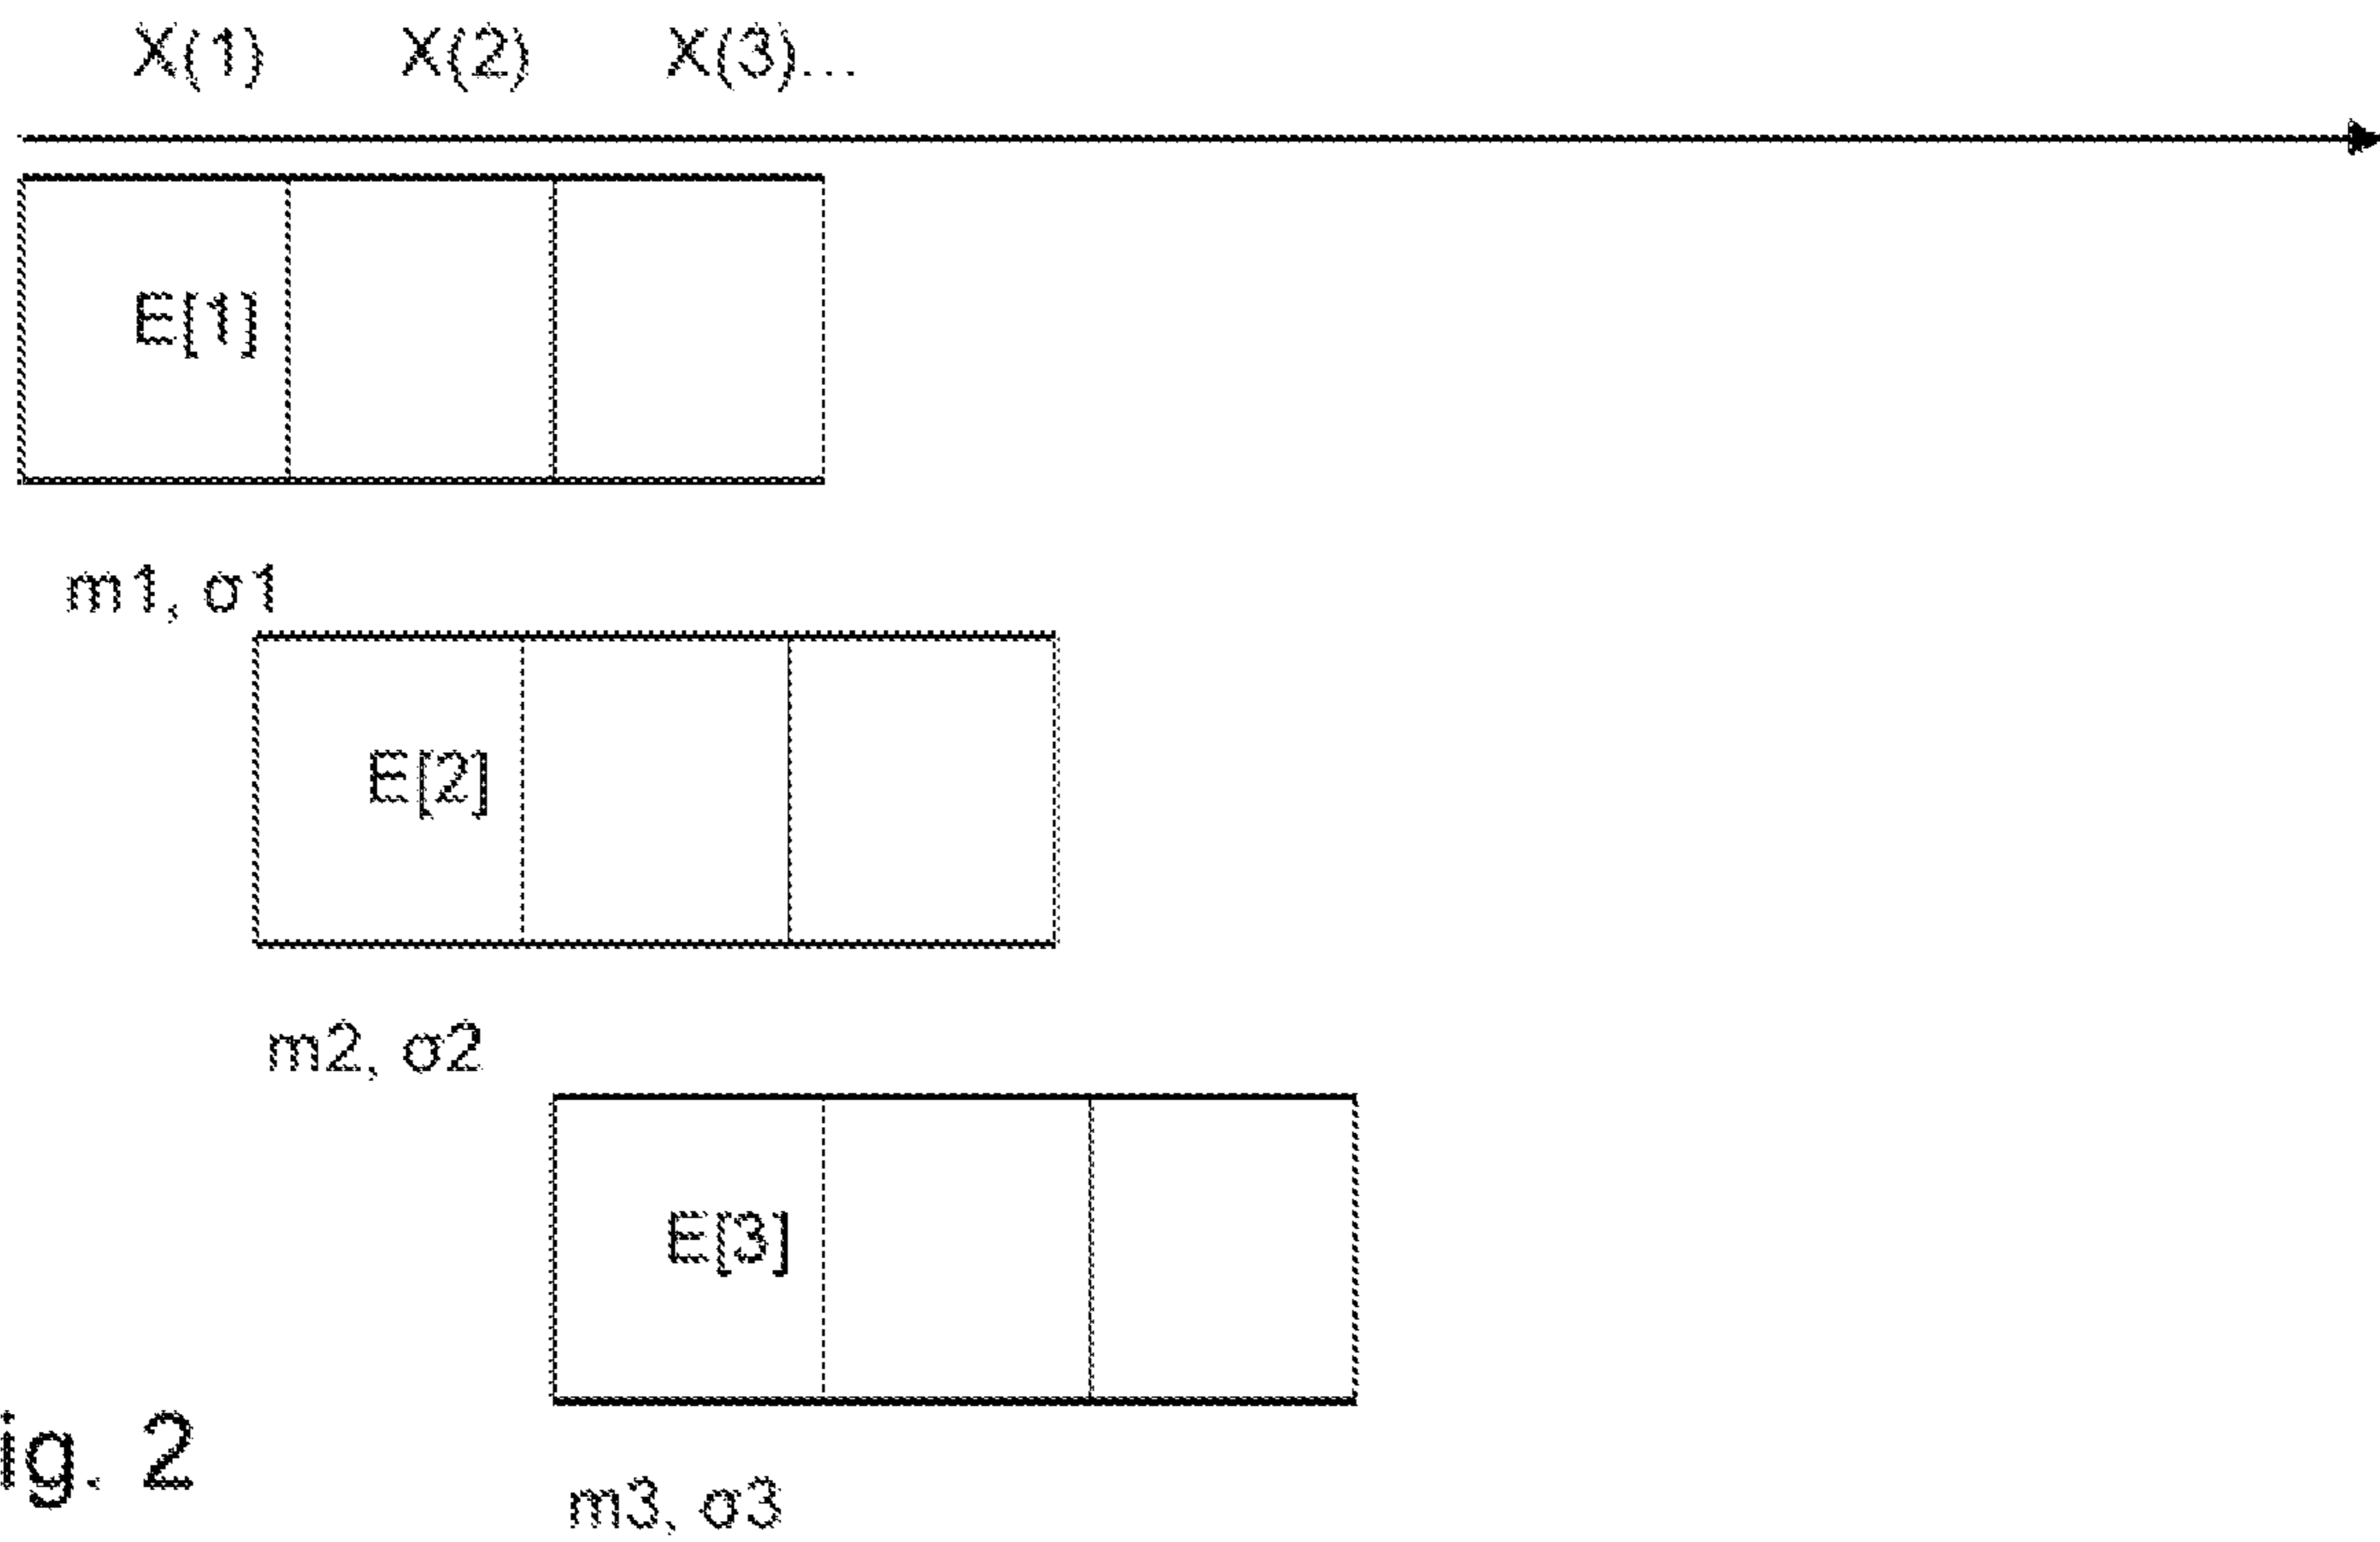 X(1) X(2) X(3)...
E[1]
m1, σ1
E[2]
m2, σ2
E[3]
ig. 2
m3, σ3